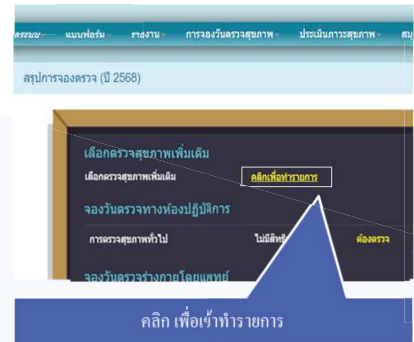 แบบฟอร์ม รายงาน การจองวันตรวจสุขภาพ ประเมินภาวะสุขภาพ
สรุปการจองตรวจ (ปี 2568)
เลือกตรวจสุขภาพเพิ่มเติม
เลือกตรวจสุขภาพเพิ่มเติม คลิกเพื่อทำรายการ
จองวันตรวจทางห้องปฏิบัติการ
การตรวจสุขภาพทั่วไป ไม่มีสิทธิ ต้องตรวจ
จองวันตรวจร่างกายโดยแพทย์
คลิก เพื่อเข้าทำรายการ